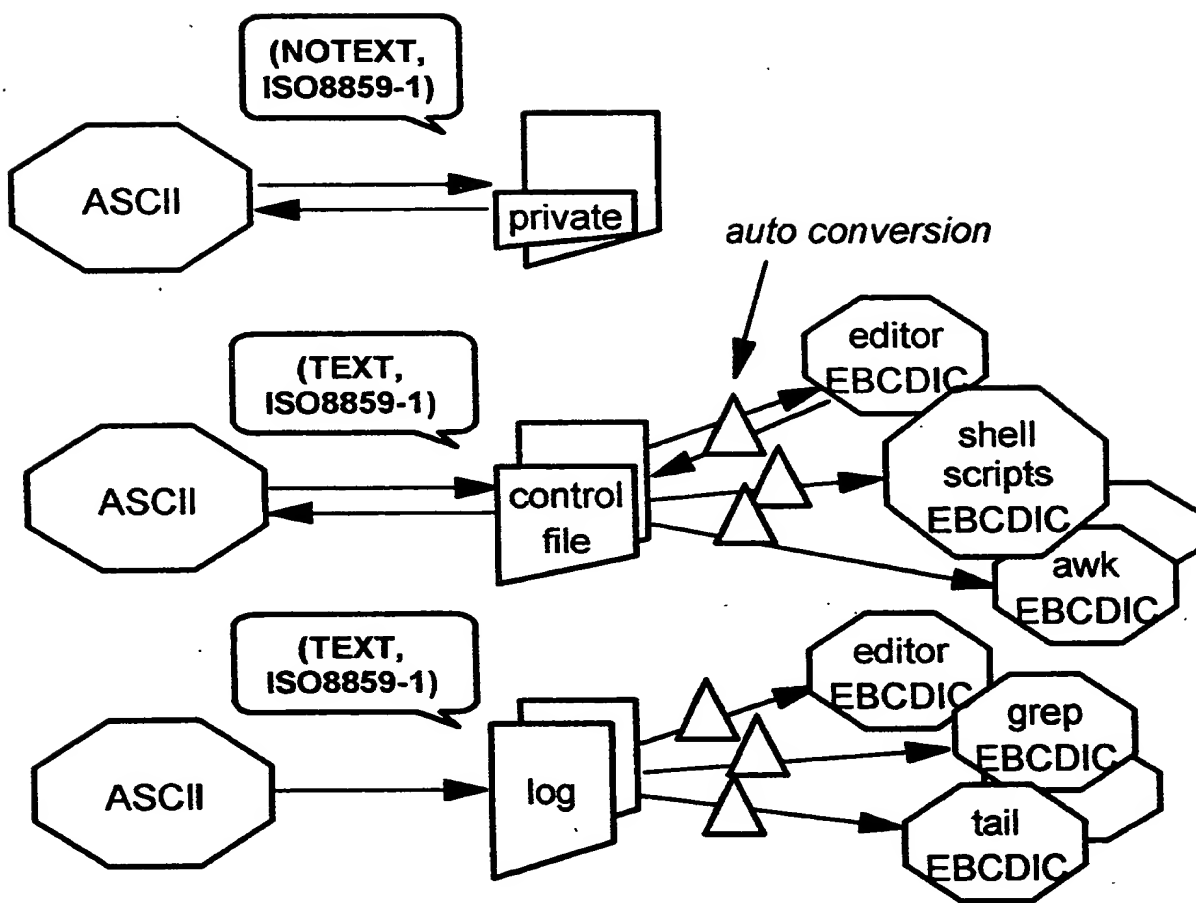 (NOTEXT,
ISO8859-1)
ASCII
private
auto conversion
(TEXT,
ISO8859-1)
ASCII
control
file
editor
EBCDIC
shell
scripts
EBCDIC
awk
EBCDIC
(TEXT,
ISO8859-1)
ASCII
log
editor
EBCDIC
grep
EBCDIC
tail
EBCDIC